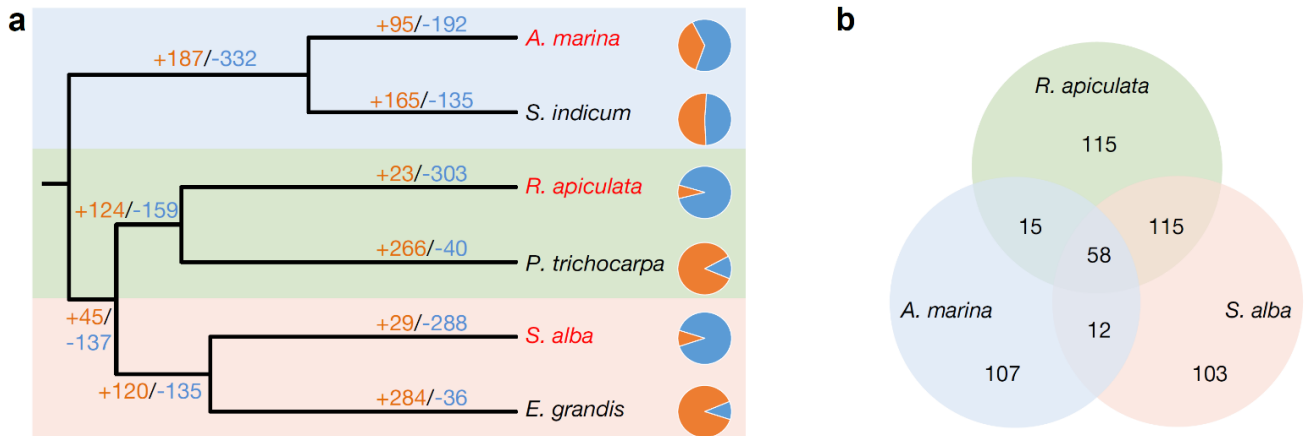 a
+95/-192
A. marina
+187/-332
+165/-135
S. indicum
+23/-303
R. apiculata
+124/-159
+266/-40
P. trichocarpa
+45/
-137
+29/-288
S. alba
+120/-135
+284/-36
E. grandis
b
R. apiculata
115
15
115
58
A. marina
S. alba
12
107
103